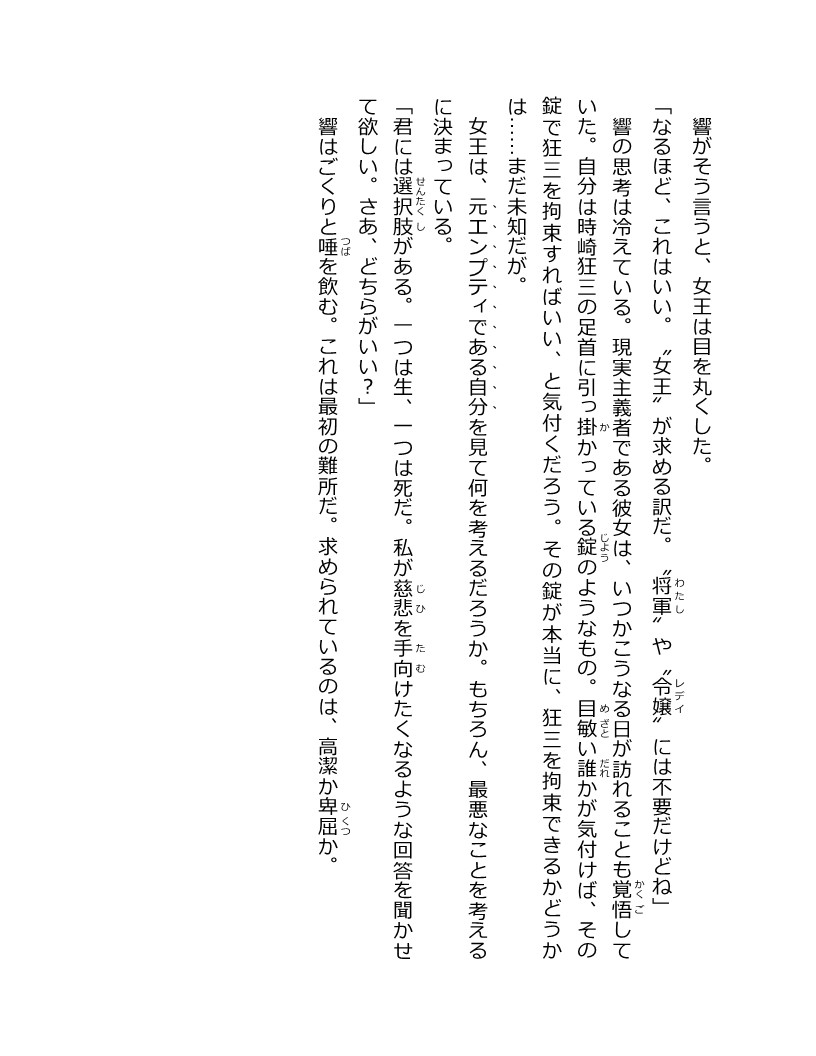 響がそう言うと、女王は目を丸くした。
「なるほど、これはいい。〝女王〟が求める訳だ。〝将軍〟や〝令嬢〟には不要だけどね」
響の思考は冷えている。現実主義者である彼女は、いつかこうなる日が訪れることも覚悟して
いた。自分は時崎狂三の足首に引っ掛かっている錠のようなもの。目敏い誰かが気付けば、その
錠で狂三を拘束すればいい、と気付くだろう。その錠が本当に、狂三を拘束できるかどうか
は……まだ未知だが。
女王は、元エンプティである自分を見て何を考えるだろうか。もちろん、最悪なことを考える
に決まっている。
「君には選択肢がある。一つは生、一つは死だ。私が慈悲を手向けたくなるような回答を聞かせ
て欲しい。さあ、どちらがいい？」
響はごくりと唾を飲む。これは最初の難所だ。求められているのは、高潔か卑屈か。